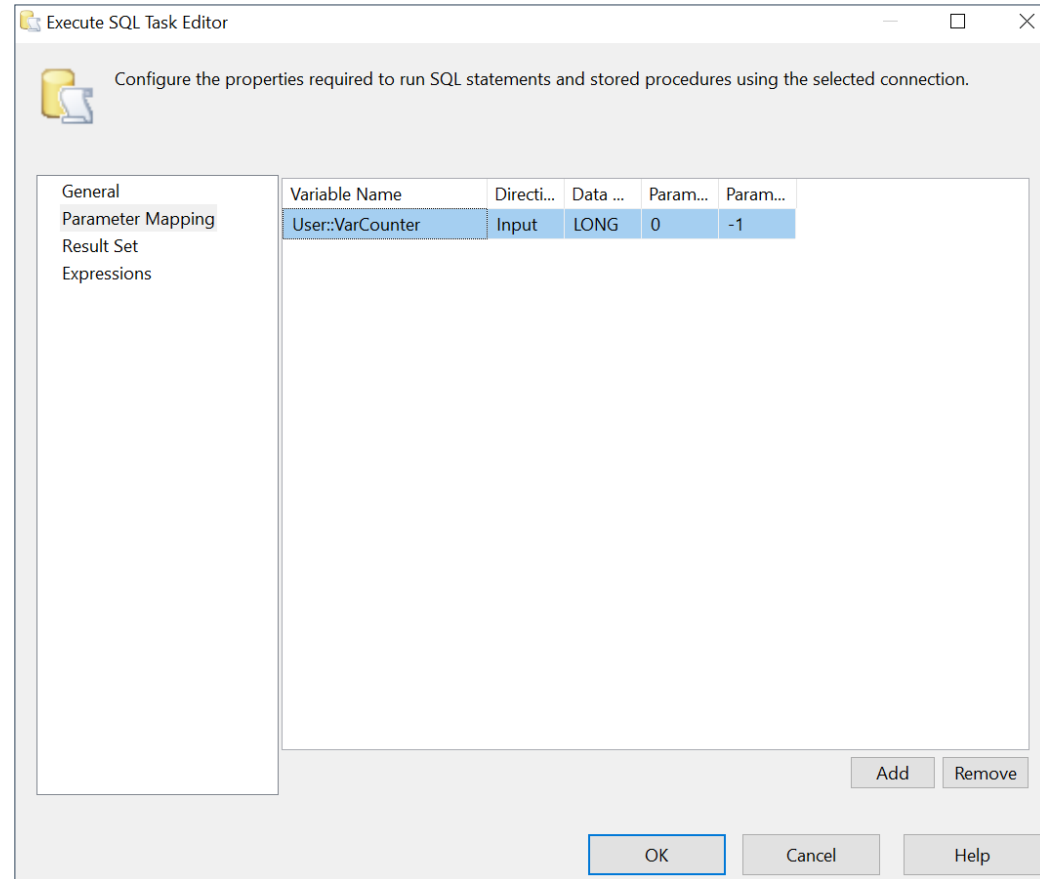 Execute SQL Task Editor
Configure the properties required to run SQL statements and stored procedures using the selected connection.
General
Parameter Mapping
Result Set
Expressions
Variable Name Directi... Data ... Param... Param...
User::VarCounter Input LONG 0 -1
Add Remove
OK Cancel Help